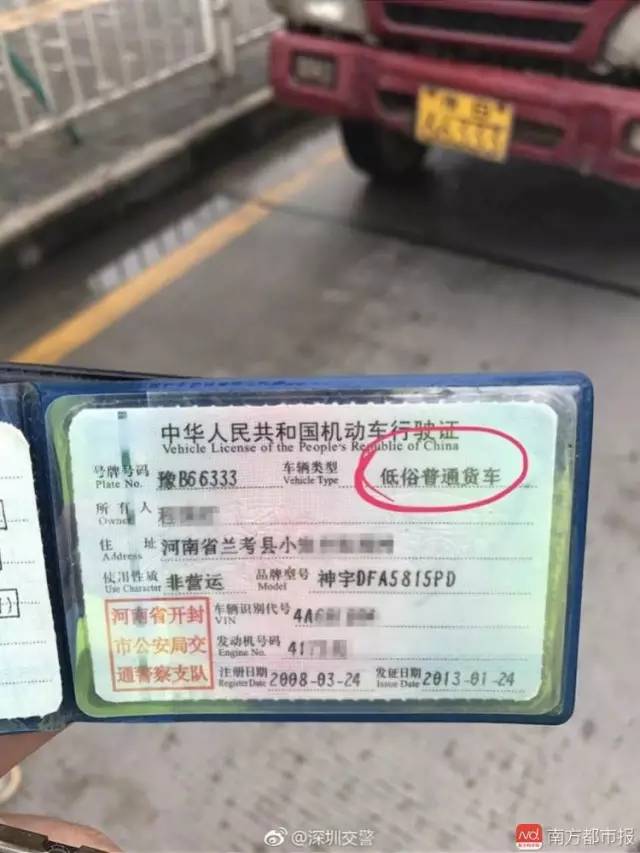 中华人民共和国机动车行驶证
Vehicle License of the People's Republic of China
号牌号码 豫B66333 车辆类型 低俗普通货车
Plate No. Vehicle Type
所有人
Owner
住址 河南省兰考县小
Address
使用性质 非营运 品牌型号 神宇DFA5815PD
Use Character Model
河南省开封
市公安局交
通警察支队
车辆识别代号 4A6
VIN
发动机号码 417
Engine No.
注册日期 2008-03-24 发证日期 2013-01-24
Register Date Issue Date
@深圳交警
南方都市报